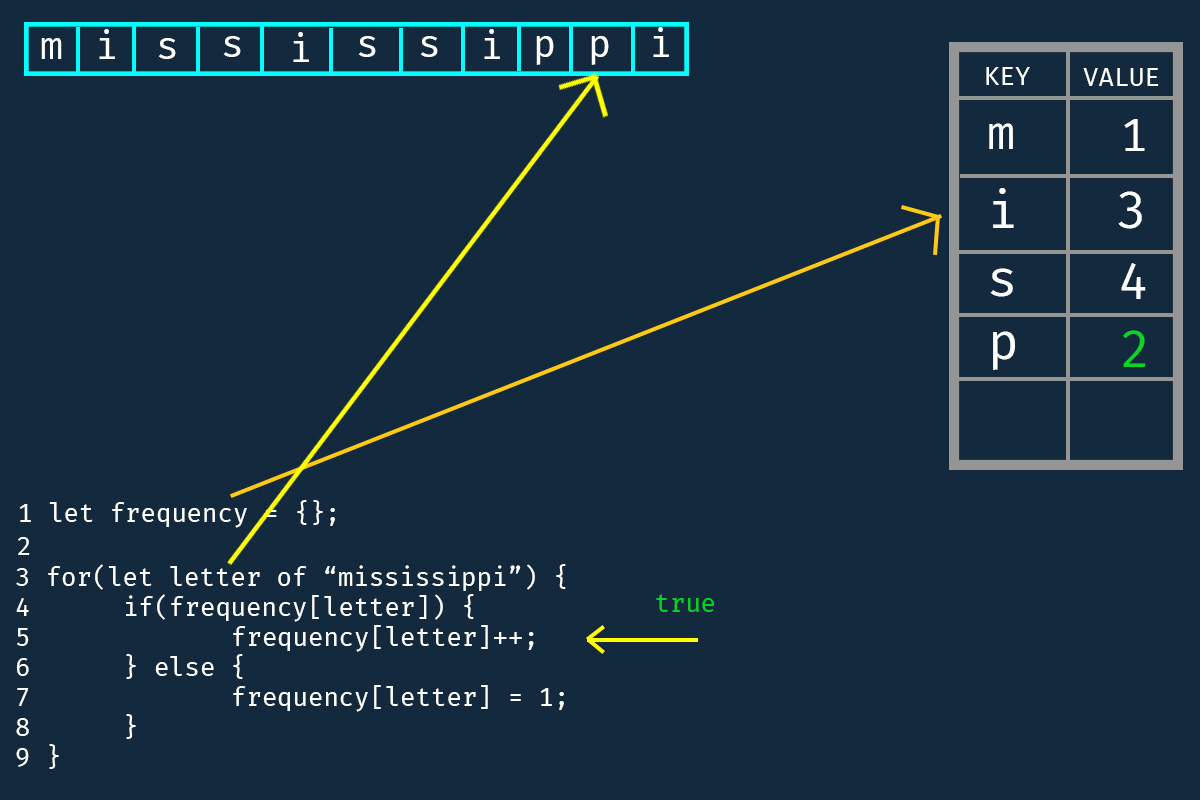 m i s s i s s i p p i
KEY VALUE
m 1
i 3
s 4
p 2
1 let frequency = {};
2
3 for(let letter of “mississippi”) {
4 if(frequency[letter]) {
true
5 frequency[letter]++;
6 } else {
7 frequency[letter] = 1;
8 }
9 }